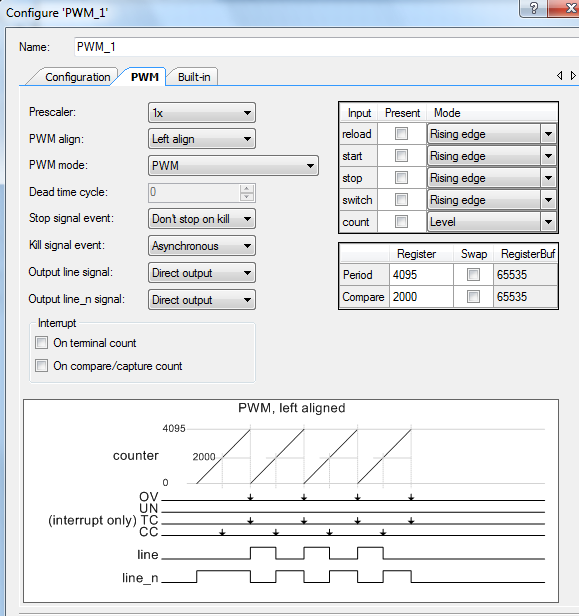 Configure 'PWM_1'
?
Name: PWM_1
Configuration PWM Built-in
Prescaler: 1x
PWM align: Left align
PWM mode: PWM
Dead time cycle: 0
Stop signal event: Don't stop on kill
Kill signal event: Asynchronous
Output line signal: Direct output
Output line_n signal: Direct output
Interrupt
On terminal count
On compare/capture count
Input Present Mode
reload Rising edge
start Rising edge
stop Rising edge
switch Rising edge
count Level
Register Swap RegisterBuf
Period 4095 65535
Compare 2000 65535
PWM, left aligned
4095
counter 2000
0
OV
UN
(interrupt only) TC
CC
line
line_n